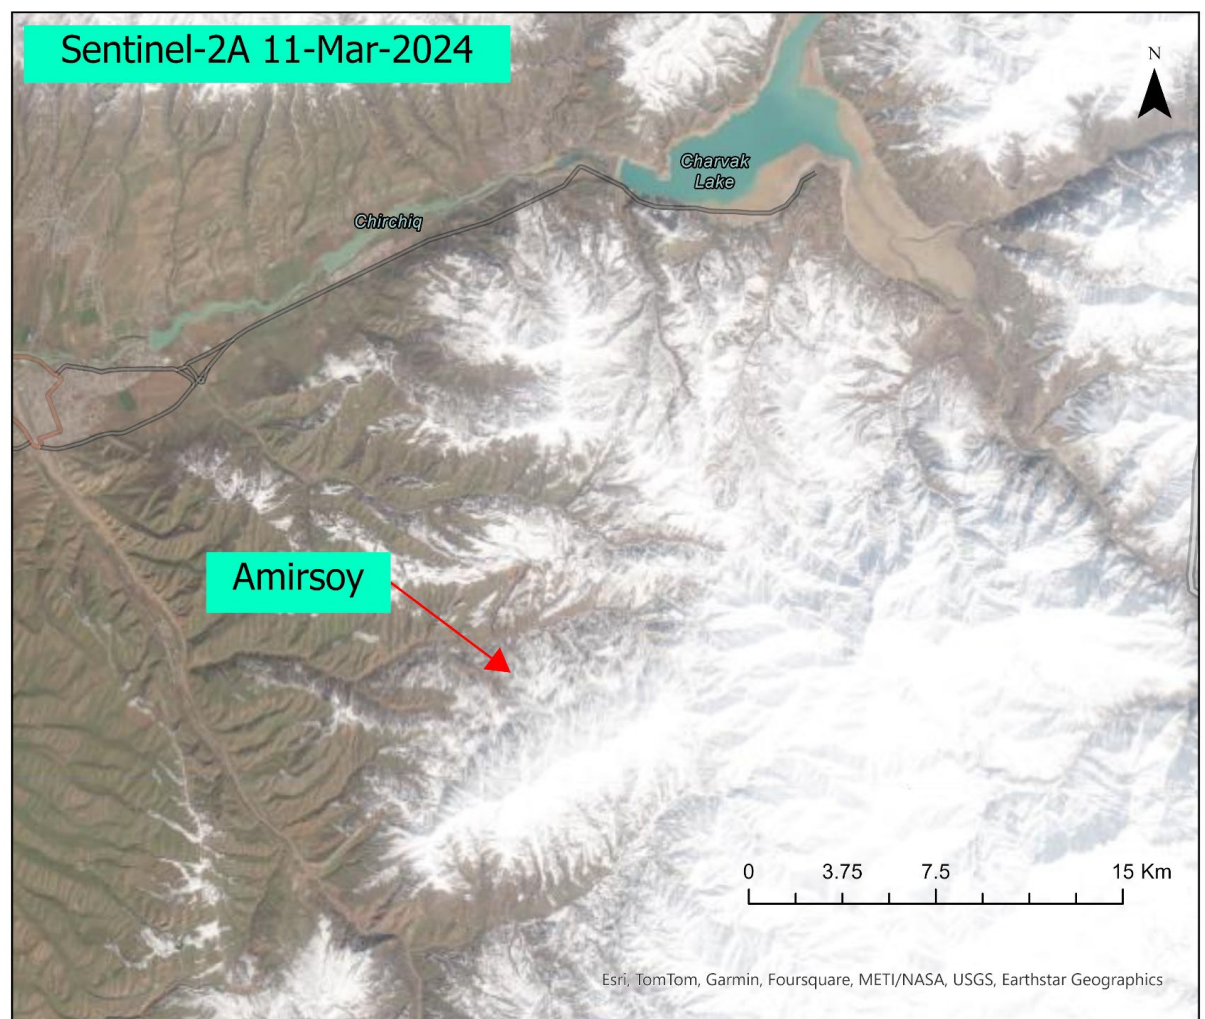 Sentinel-2A 11-Mar-2024
N
Charvak
Lake
Chirchiq
Amirsoy
0 3.75 7.5 15 Km
Esri, TomTom, Garmin, Foursquare, METI/NASA, USGS, Earthstar Geographics